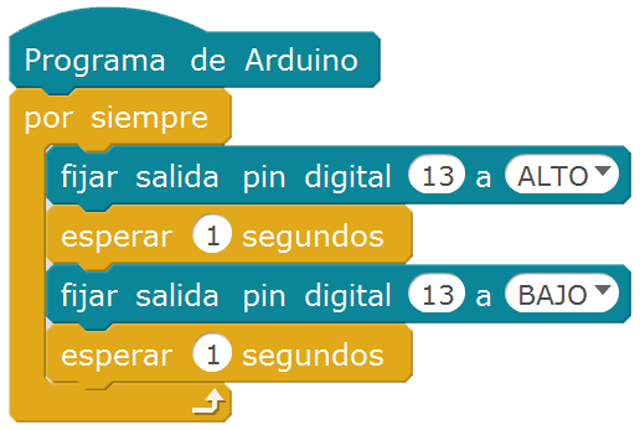 Programa de Arduino
por siempre
fijar salida pin digital 13 a ALTO
esperar 1 segundos
fijar salida pin digital 13 a BAJO
esperar 1 segundos